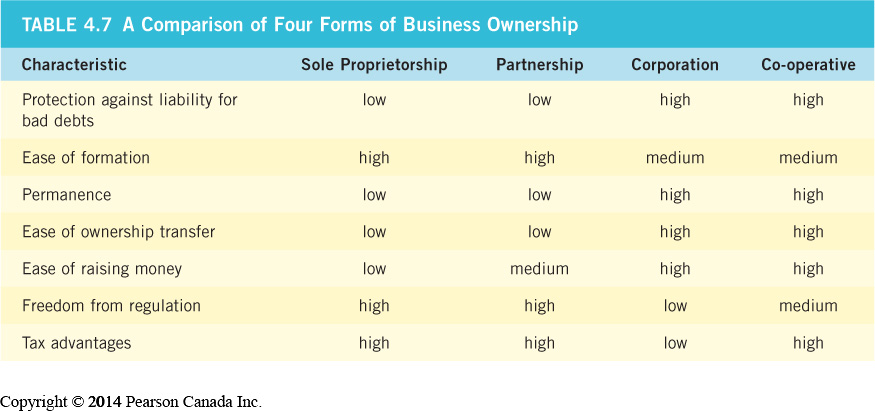 TABLE 4.7 A Comparison of Four Forms of Business Ownership
Characteristic Sole Proprietorship Partnership Corporation Co-operative
Protection against liability for low low high high
bad debts
Ease of formation high high medium medium
Permanence low low high high
Ease of ownership transfer low low high high
Ease of raising money low medium high high
Freedom from regulation high high low medium
Tax advantages high high low high
Copyright © 2014 Pearson Canada Inc.